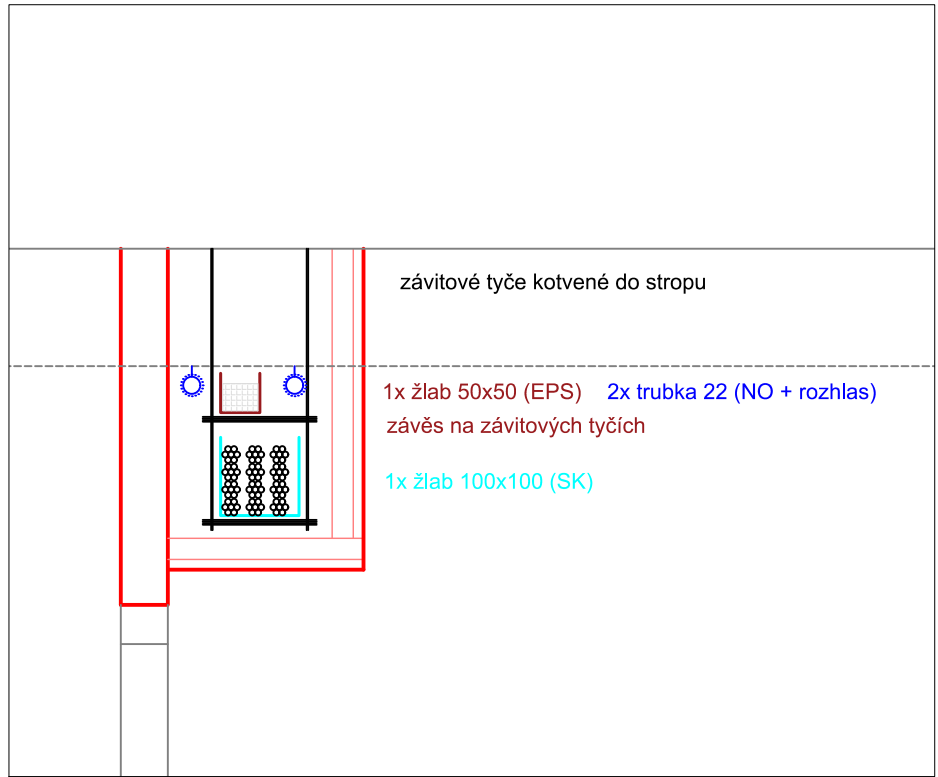 závitové tyče kotvené do stropu
1x žlab 50x50 (EPS) 2x trubka 22 (NO + rozhlas)
závěs na závitových tyčích
1x žlab 100x100 (SK)